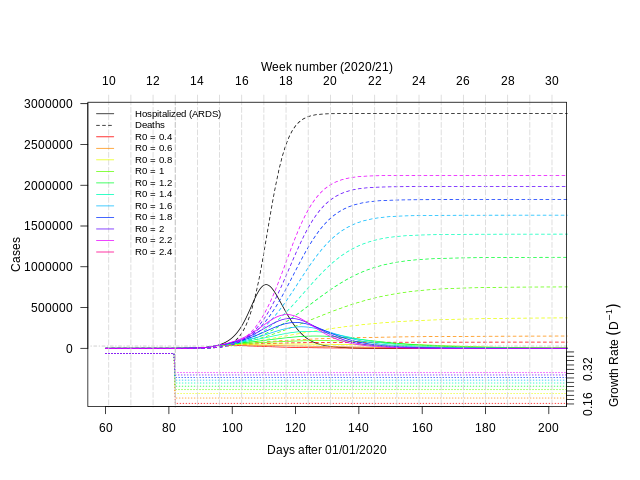 Week number (2020/21)
10 12 14 16 18 20 22 24 26 28 30
3000000
2500000
2000000
1500000
1000000
500000
0
Cases
Hospitalized (ARDS)
Deaths
R0 = 0.4
R0 = 0.6
R0 = 0.8
R0 = 1
R0 = 1.2
R0 = 1.4
R0 = 1.6
R0 = 1.8
R0 = 2
R0 = 2.2
R0 = 2.4
0.16 0.32
Growth Rate (D⁻¹)
60 80 100 120 140 160 180 200
Days after 01/01/2020